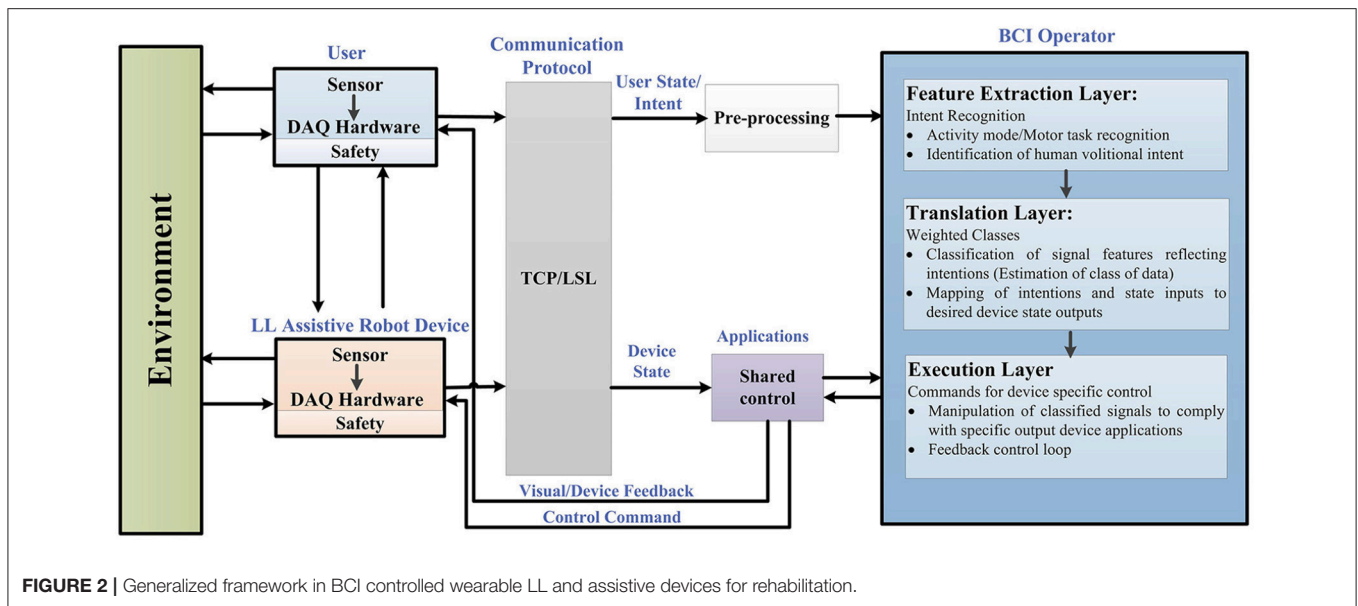 Environment
User
Sensor
DAQ Hardware
Safety
LL Assistive Robot Device
Sensor
DAQ Hardware
Safety
Communication
Protocol
TCP/LSL
User State/
Intent
Pre-processing
Device
State
Applications
Shared
control
Visual/Device Feedback
Control Command
BCI Operator
Feature Extraction Layer:
Intent Recognition
• Activity mode/Motor task recognition
• Identification of human volitional intent
Translation Layer:
Weighted Classes
• Classification of signal features reflecting
intentions (Estimation of class of data)
• Mapping of intentions and state inputs to
desired device state outputs
Execution Layer
Commands for device specific control
• Manipulation of classified signals to comply
with specific output device applications
• Feedback control loop
FIGURE 2 | Generalized framework in BCI controlled wearable LL and assistive devices for rehabilitation.